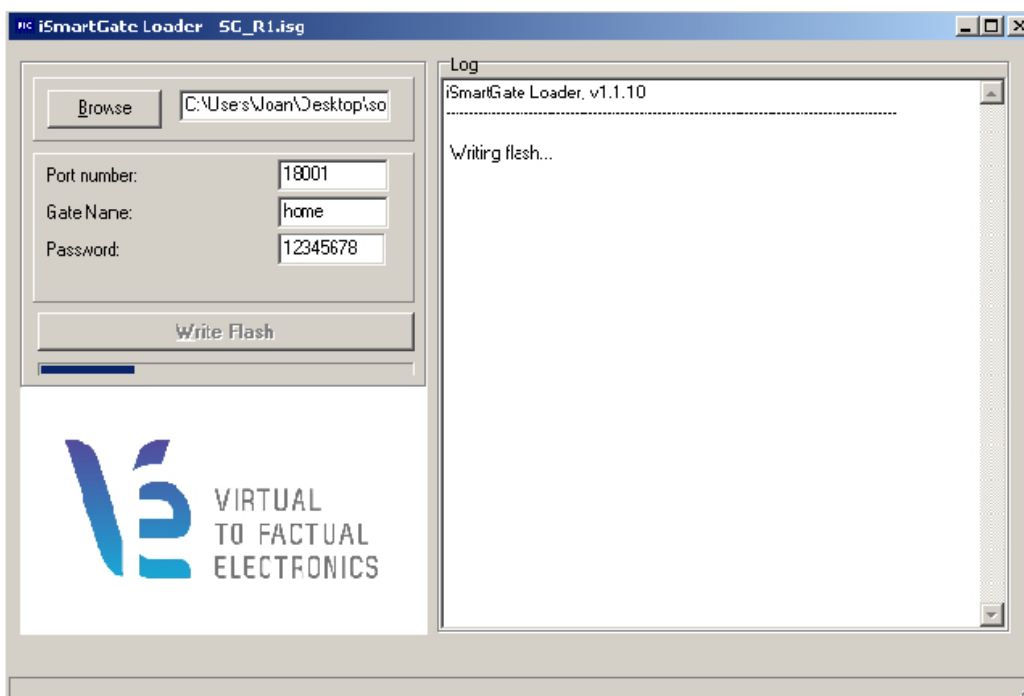 iSmartGate Loader SG_R1.isg
Browse
C:\Users\Joan\Desktop\so
Port number:
18001
Gate Name:
home
Password:
12345678
Write Flash
VIRTUAL
TO FACTUAL
ELECTRONICS
Log
iSmartGate Loader, v1.1.10
Writing flash...